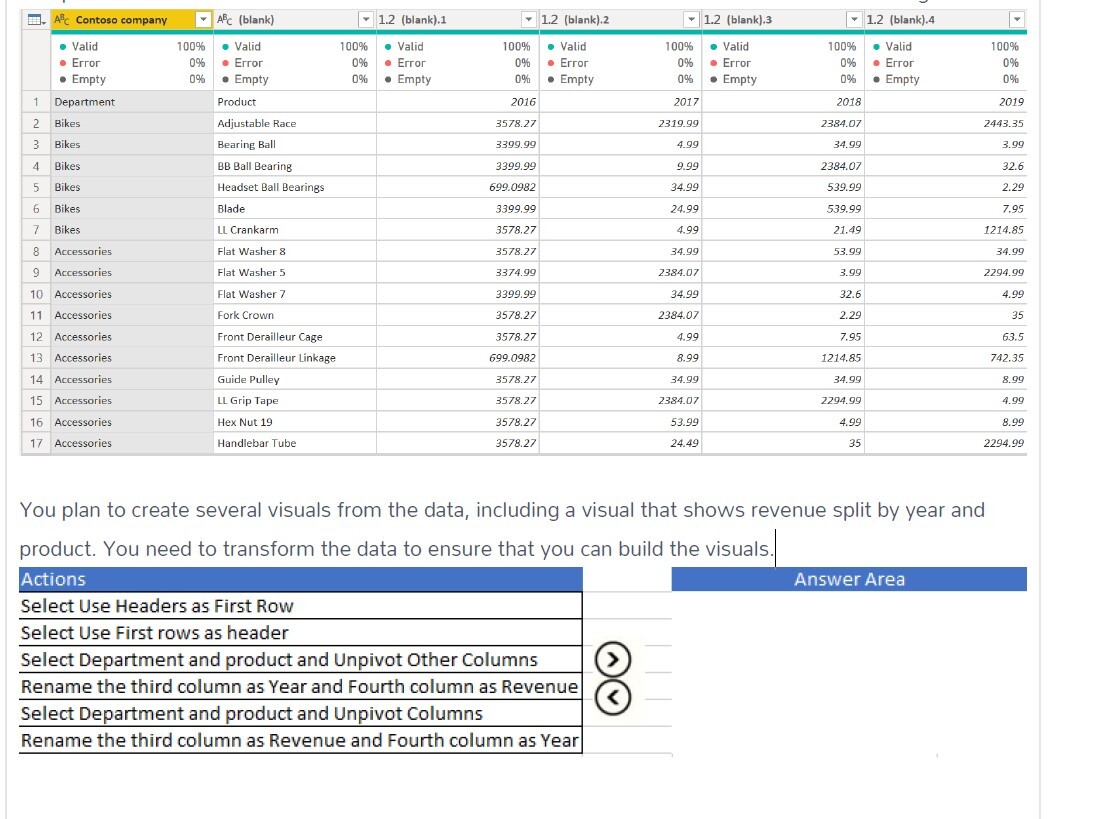 ABC Contoso company ABC (blank) 1.2 (blank).1 1.2 (blank).2 1.2 (blank).3 1.2 (blank).4
Valid 100% Valid 100% Valid 100% Valid 100% Valid 100% Valid 100%
Error 0% Error 0% Error 0% Error 0% Error 0% Error 0%
Empty 0% Empty 0% Empty 0% Empty 0% Empty 0% Empty 0%
1 Department Product 2016 2017 2018 2019
2 Bikes Adjustable Race 3578.27 2319.99 2384.07 2443.35
3 Bikes Bearing Ball 3399.99 4.99 34.99 3.99
4 Bikes BB Ball Bearing 3399.99 9.99 2384.07 32.6
5 Bikes Headset Ball Bearings 699.0982 34.99 539.99 2.29
6 Bikes Blade 3399.99 24.99 539.99 7.95
7 Bikes LL Crankarm 3578.27 4.99 21.49 1214.85
8 Accessories Flat Washer 8 3578.27 34.99 53.99 34.99
9 Accessories Flat Washer 5 3374.99 2384.07 3.99 2294.99
10 Accessories Flat Washer 7 3399.99 34.99 32.6 4.99
11 Accessories Fork Crown 3578.27 2384.07 2.29 35
12 Accessories Front Derailleur Cage 3578.27 4.99 7.95 63.5
13 Accessories Front Derailleur Linkage 699.0982 8.99 1214.85 742.35
14 Accessories Guide Pulley 3578.27 34.99 34.99 8.99
15 Accessories LL Grip Tape 3578.27 2384.07 2294.99 4.99
16 Accessories Hex Nut 19 3578.27 53.99 4.99 8.99
17 Accessories Handlebar Tube 3578.27 24.49 35 2294.99
You plan to create several visuals from the data, including a visual that shows revenue split by year and
product. You need to transform the data to ensure that you can build the visuals.
Actions Answer Area
Select Use Headers as First Row
Select Use First rows as header
Select Department and product and Unpivot Other Columns
Rename the third column as Year and Fourth column as Revenue
Select Department and product and Unpivot Columns
Rename the third column as Revenue and Fourth column as Year